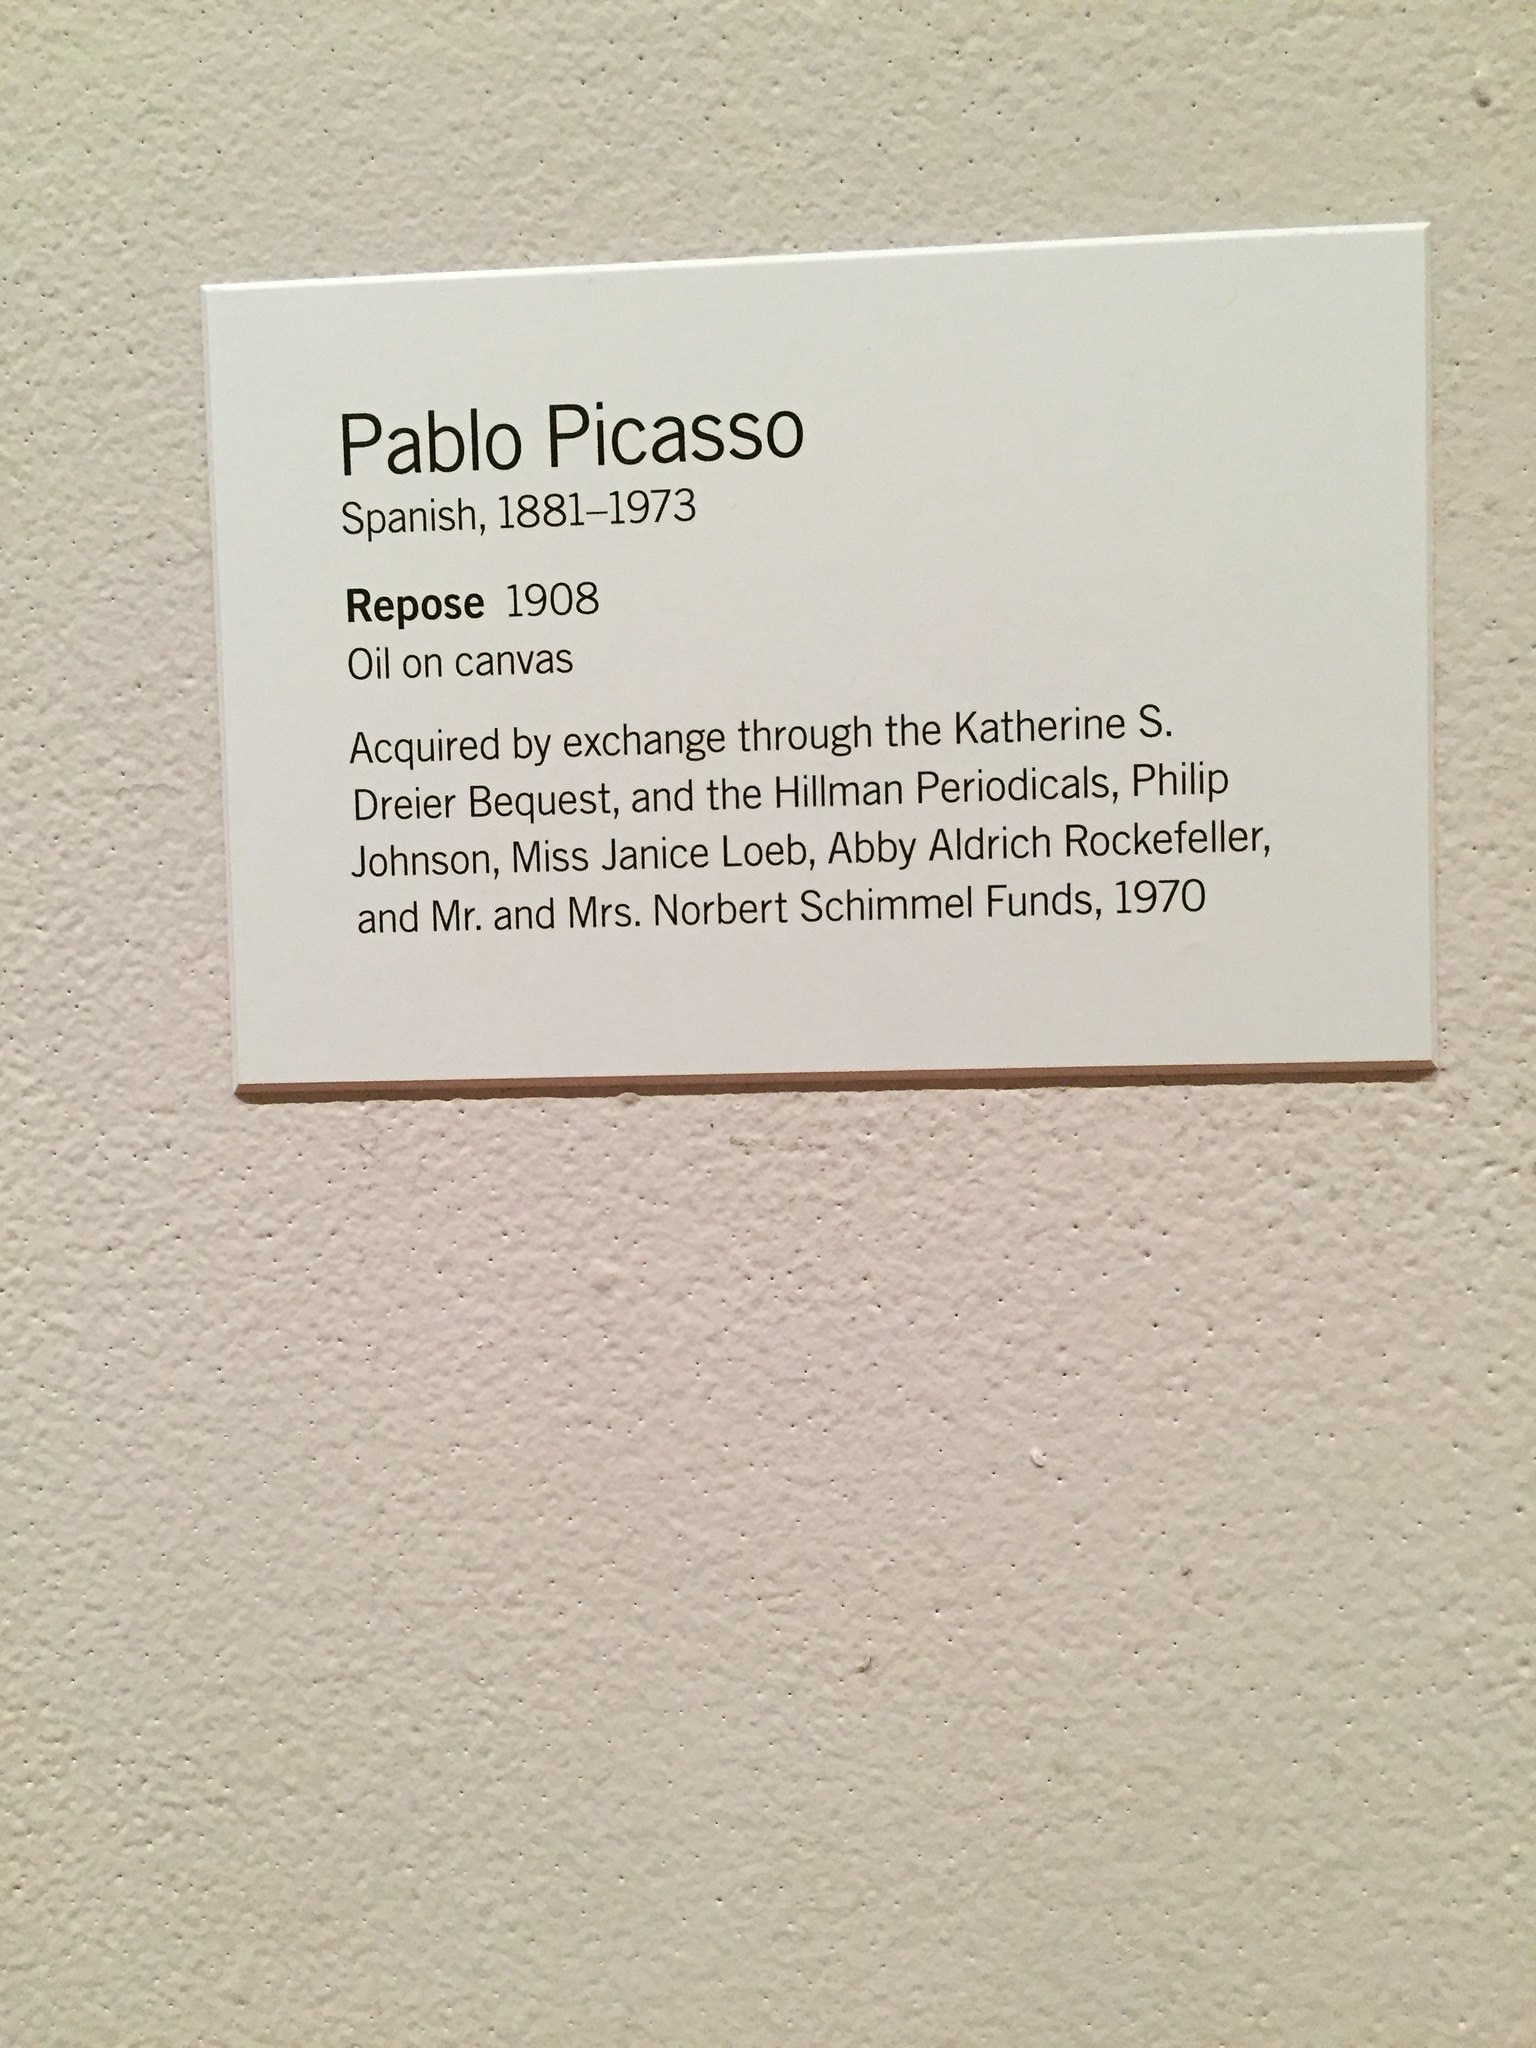 Pablo Picasso
Spanish, 1881–1973
Repose 1908
Oil on canvas
Acquired by exchange through the Katherine S.
Dreier Bequest, and the Hillman Periodicals, Philip
Johnson, Miss Janice Loeb, Abby Aldrich Rockefeller,
and Mr. and Mrs. Norbert Schimmel Funds, 1970